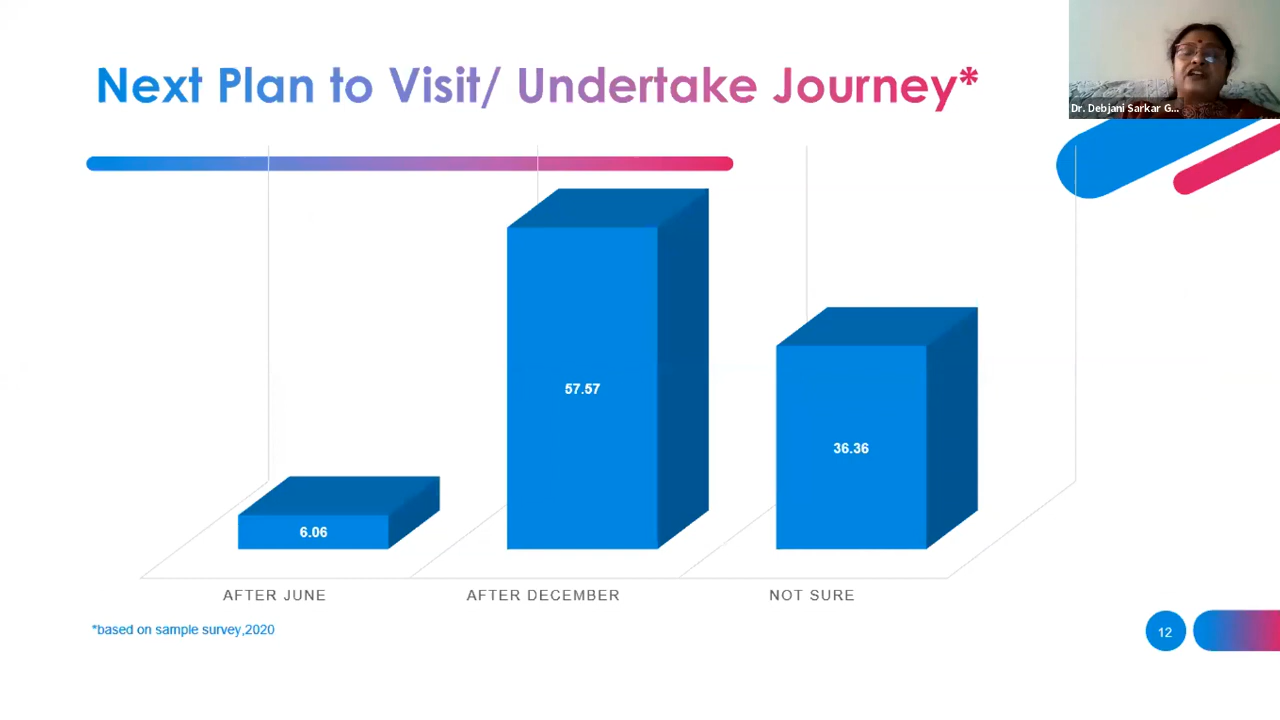 Next Plan to Visit/ Undertake Journey*
Dr. Debjani Sarkar G...
57.57
36.36
6.06
AFTER JUNE
AFTER DECEMBER
NOT SURE
*based on sample survey,2020
12